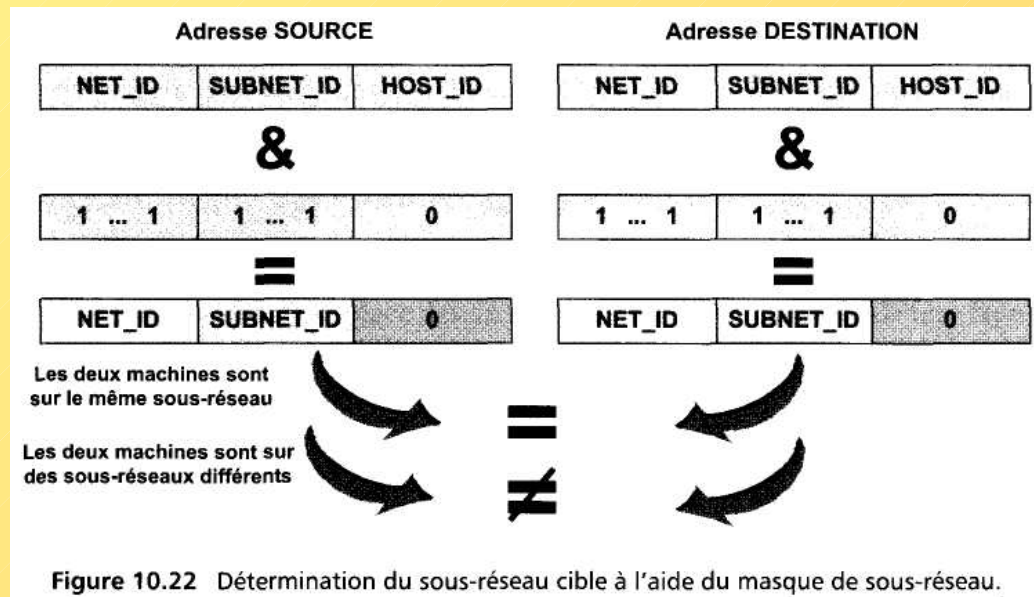 Adresse SOURCE
Adresse DESTINATION
NET_ID SUBNET_ID HOST_ID
NET_ID SUBNET_ID HOST_ID
&
&
1 ... 1 1 ... 1 0
1 ... 1 1 ... 1 0
=
=
NET_ID SUBNET_ID 0
NET_ID SUBNET_ID 0
Les deux machines sont
sur le même sous-réseau
=
Les deux machines sont sur
des sous-réseaux différents
≠
Figure 10.22 Détermination du sous-réseau cible à l'aide du masque de sous-réseau.